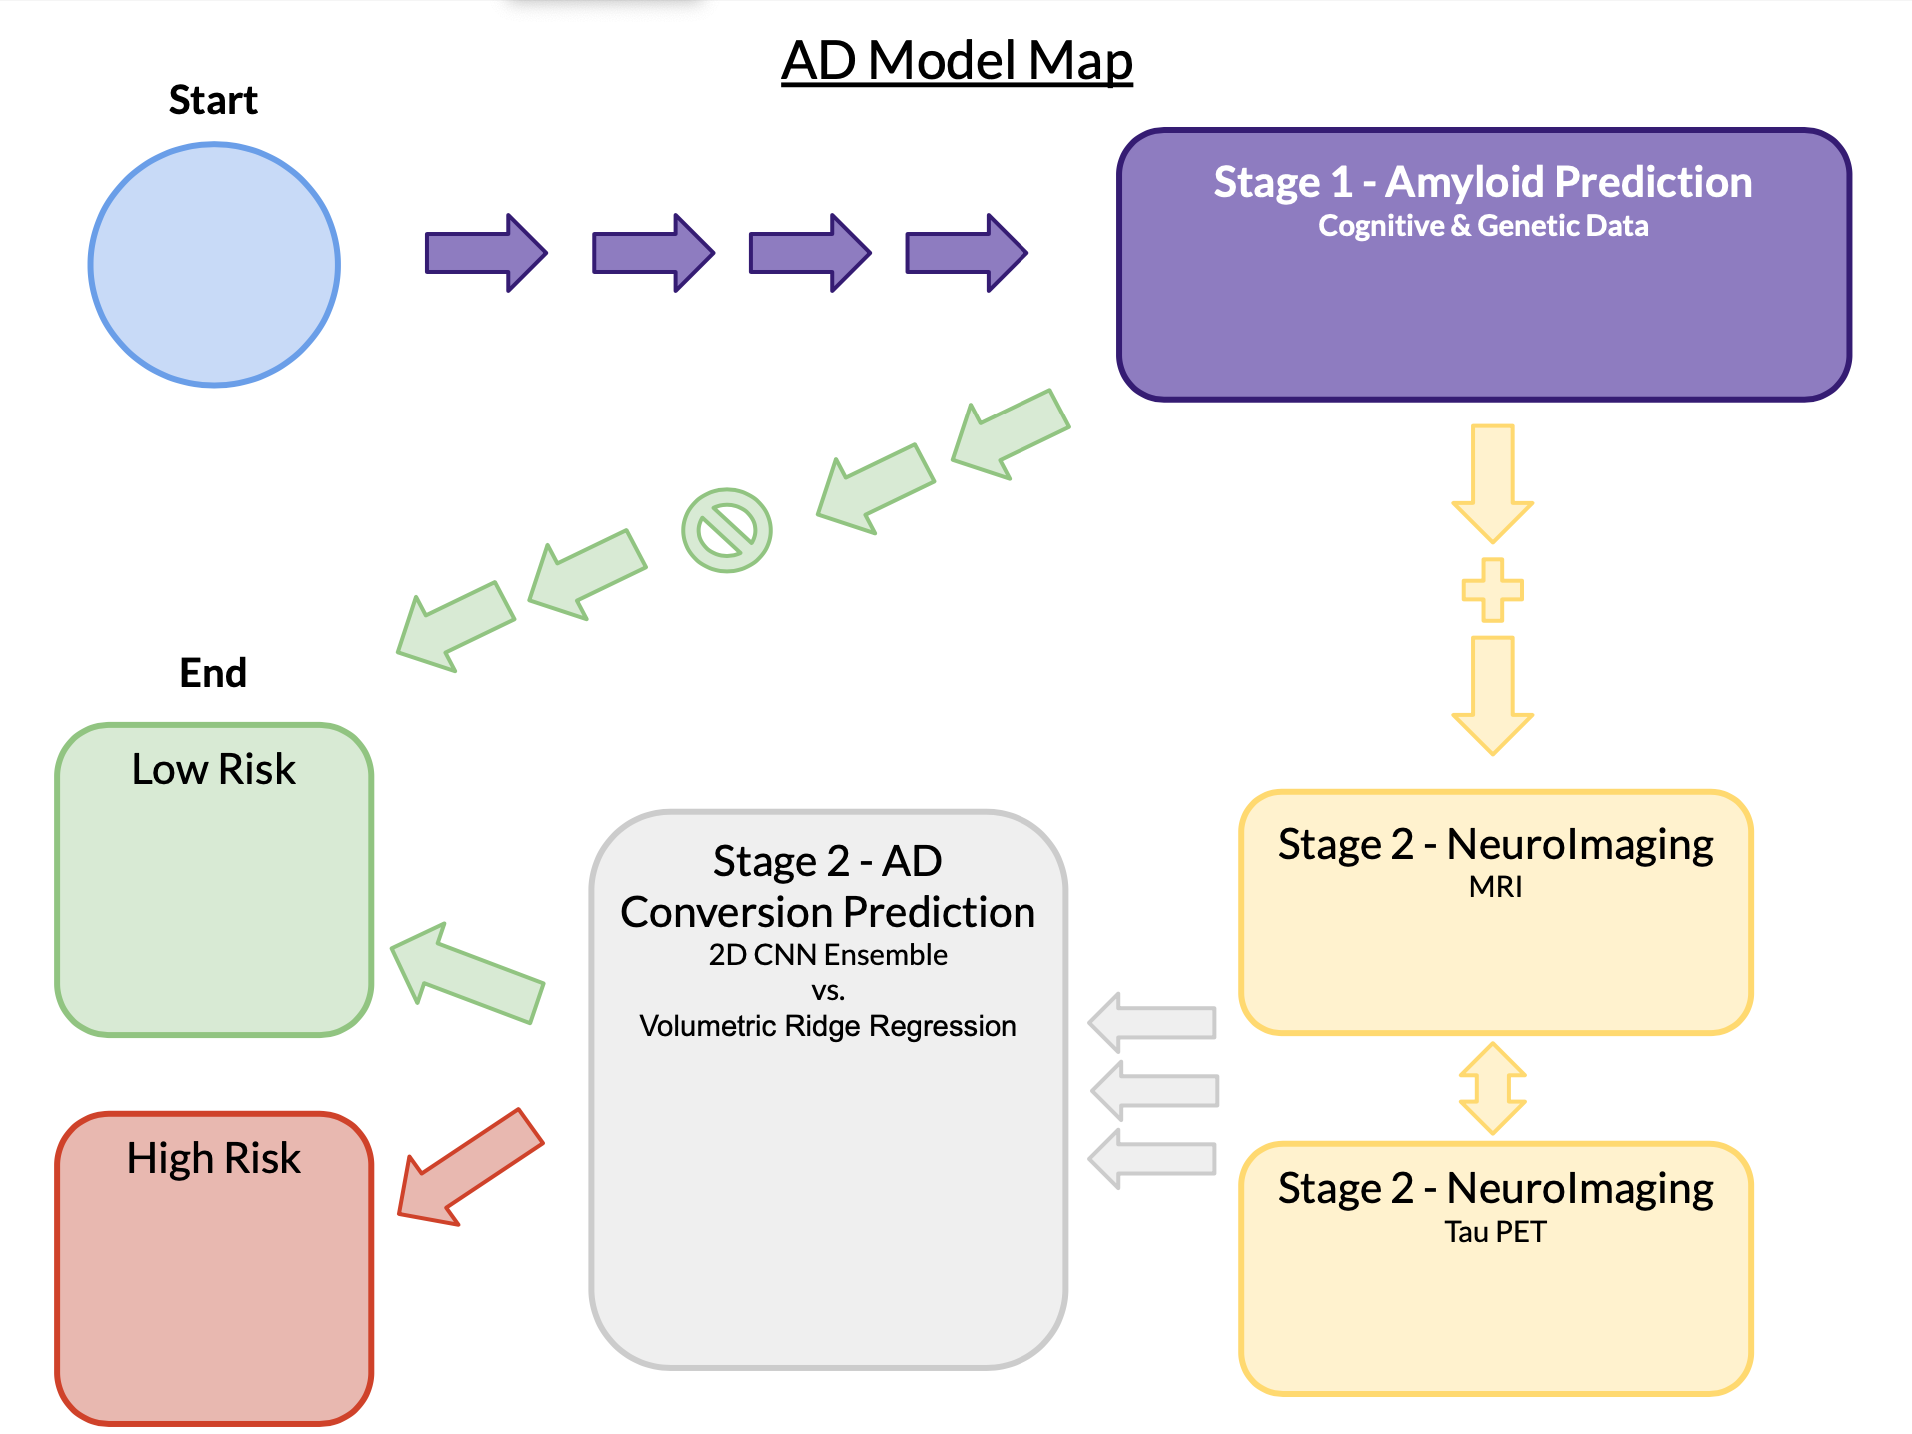 AD Model Map
Start
Stage 1 - Amyloid Prediction
Cognitive & Genetic Data
End
Low Risk
High Risk
Stage 2 - AD
Conversion Prediction
2D CNN Ensemble
vs.
Volumetric Ridge Regression
Stage 2 - NeuroImaging
MRI
Stage 2 - NeuroImaging
Tau PET